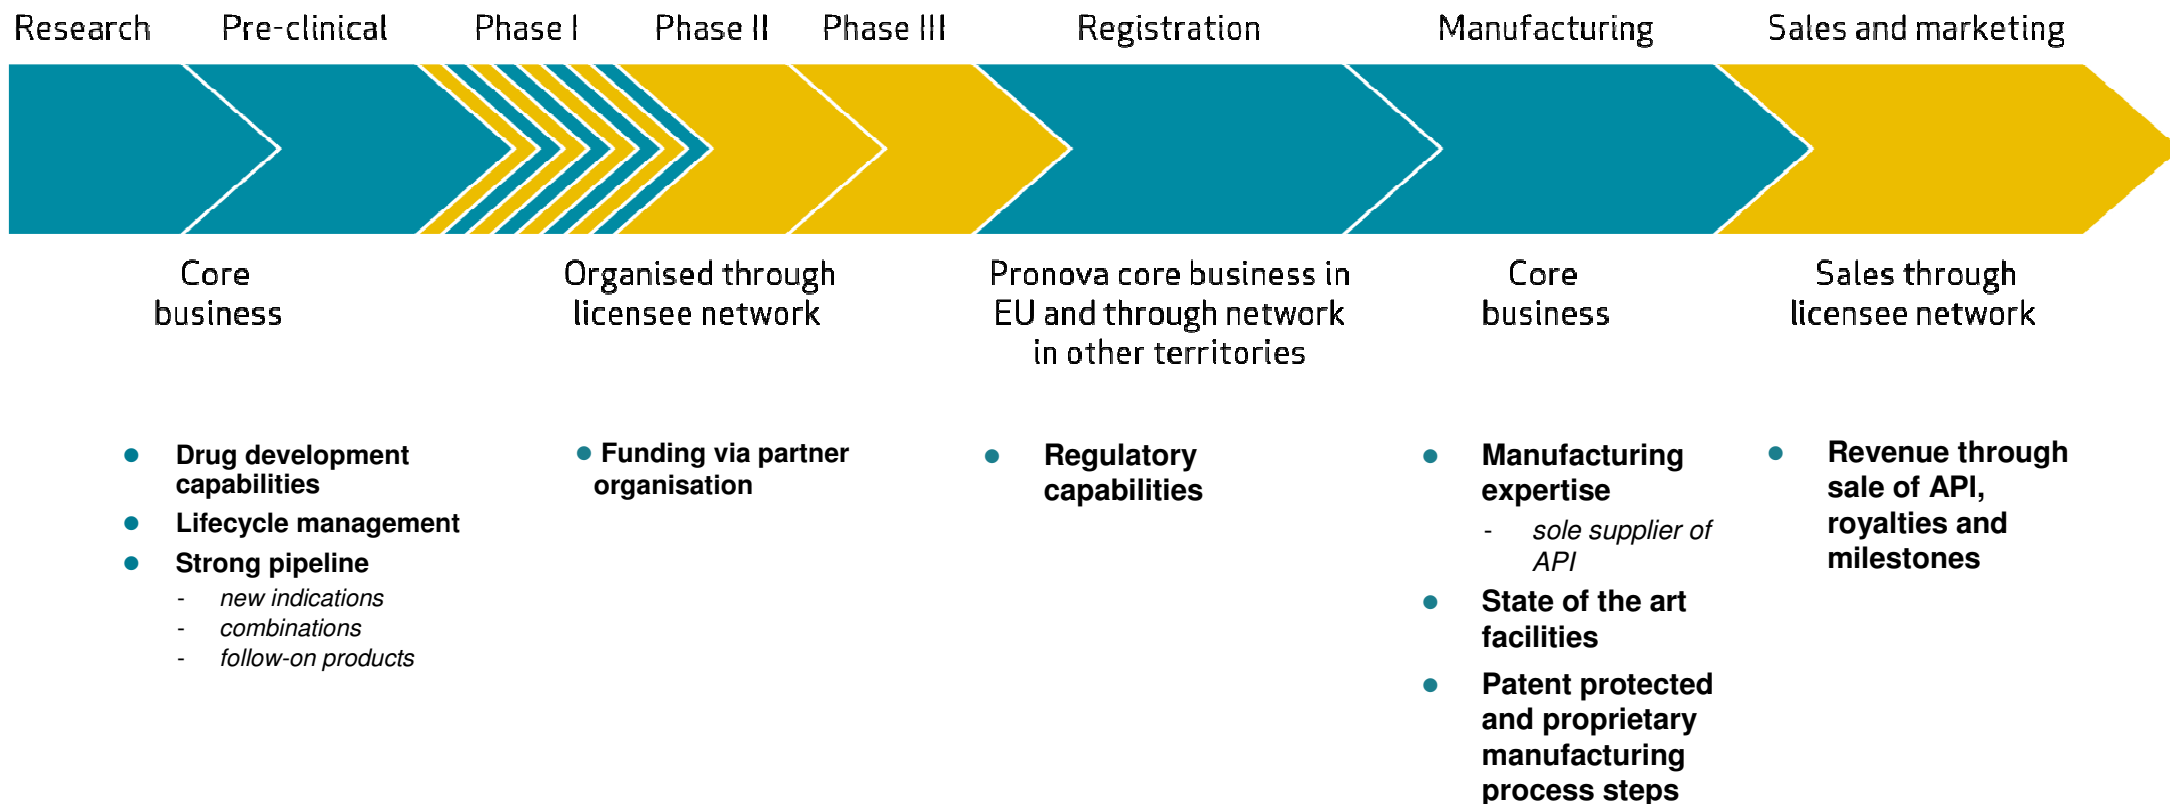 Research
Pre-clinical
Phase I
Phase II
Phase III
Registration
Manufacturing
Sales and marketing
Core
business
Organised through
licensee network
Pronova core business in
EU and through network
in other territories
Core
business
Sales through
licensee network
● Drug development
capabilities
● Lifecycle management
● Strong pipeline
- new indications
- combinations
- follow-on products
● Funding via partner
organisation
● Regulatory
capabilities
● Manufacturing
expertise
- sole supplier of
API
● State of the art
facilities
● Patent protected
and proprietary
manufacturing
process steps
● Revenue through
sale of API,
royalties and
milestones